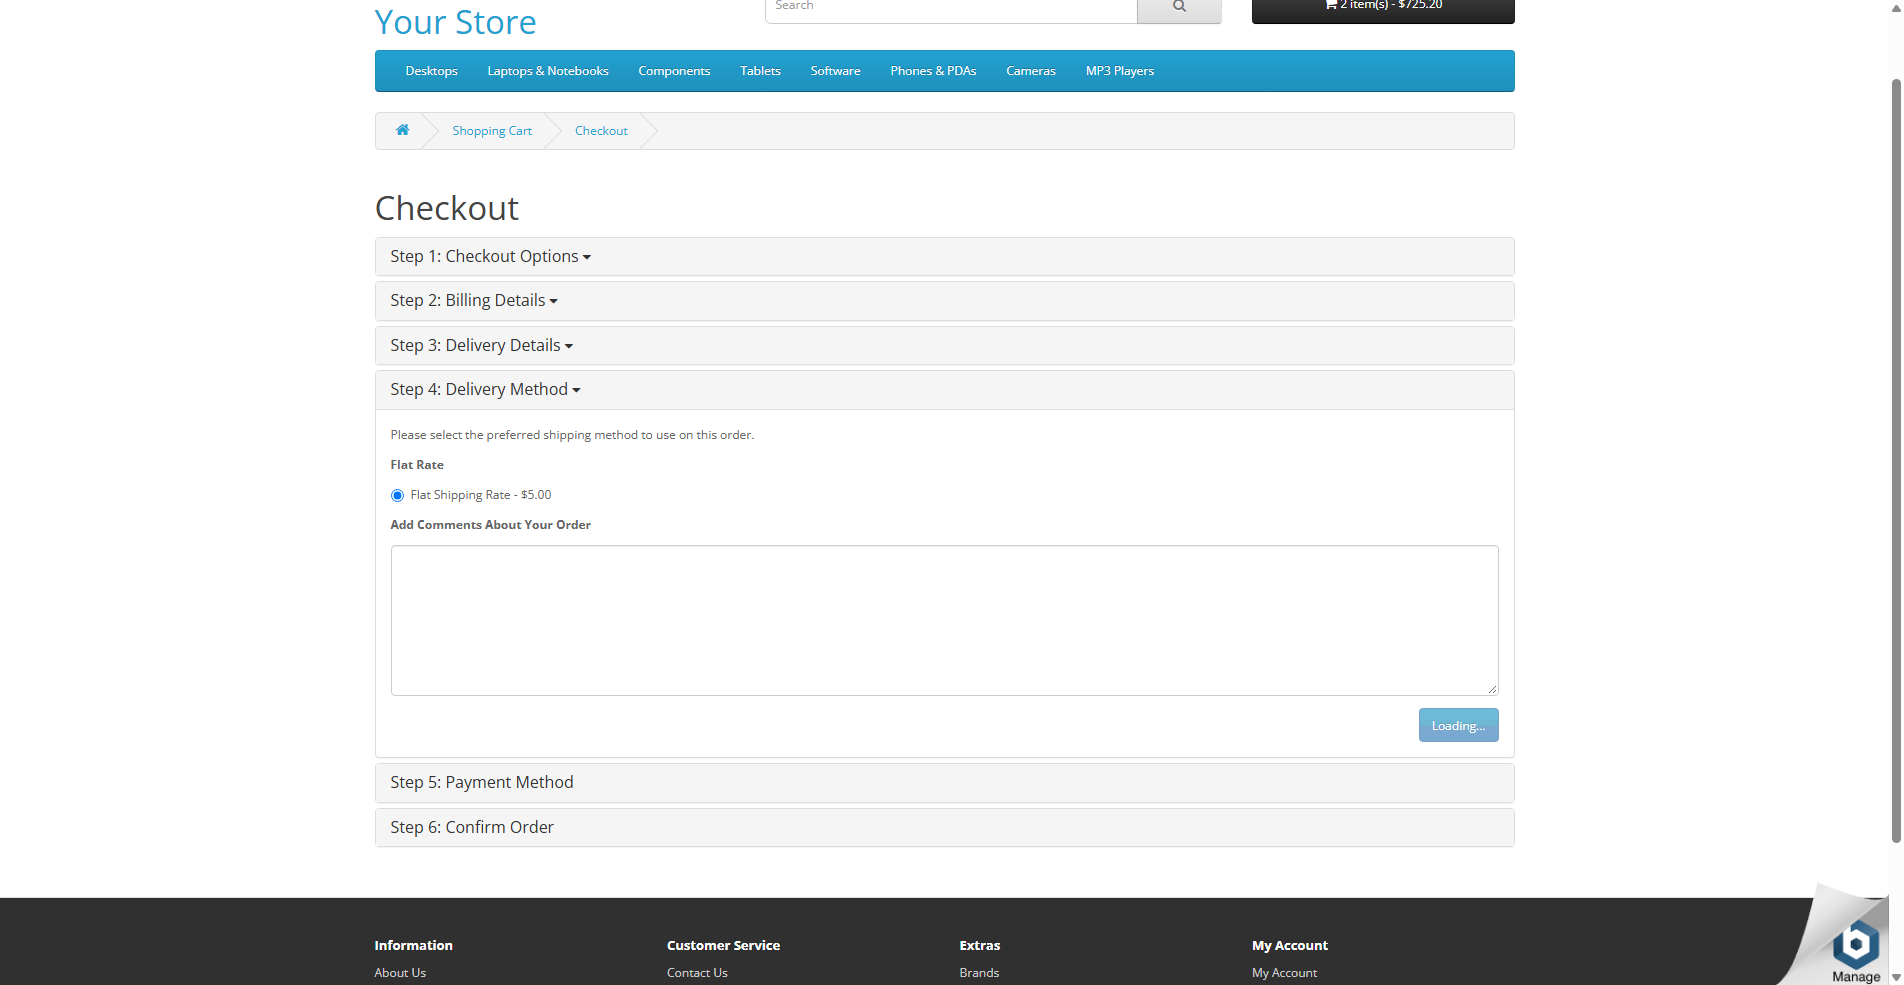 Your Store
Search
2 item(s) - $725.20
Desktops Laptops & Notebooks Components Tablets Software Phones & PDAs Cameras MP3 Players
Shopping Cart Checkout
Checkout
Step 1: Checkout Options
Step 2: Billing Details
Step 3: Delivery Details
Step 4: Delivery Method
Please select the preferred shipping method to use on this order.
Flat Rate
Flat Shipping Rate - $5.00
Add Comments About Your Order
Loading...
Step 5: Payment Method
Step 6: Confirm Order
Information Customer Service Extras My Account
About Us Contact Us Brands My Account
b
Manage